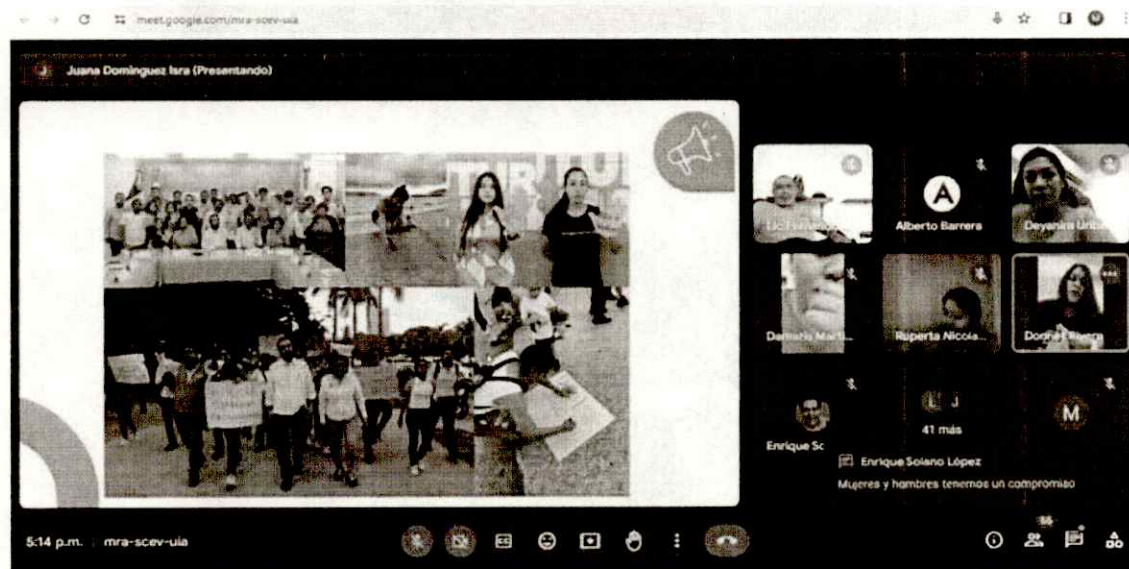 meet.google.com/mra-scev-uia
Juana Dominguez Isra (Presentando)
Alberto Barrera
Deyanira
Ruperta Nicola...
Enrique Sc
L J
41 más
M
Enrique Solano López
Mujeres y hombres tenemos un compromiso
5:14 p.m. | mra-scev-uia